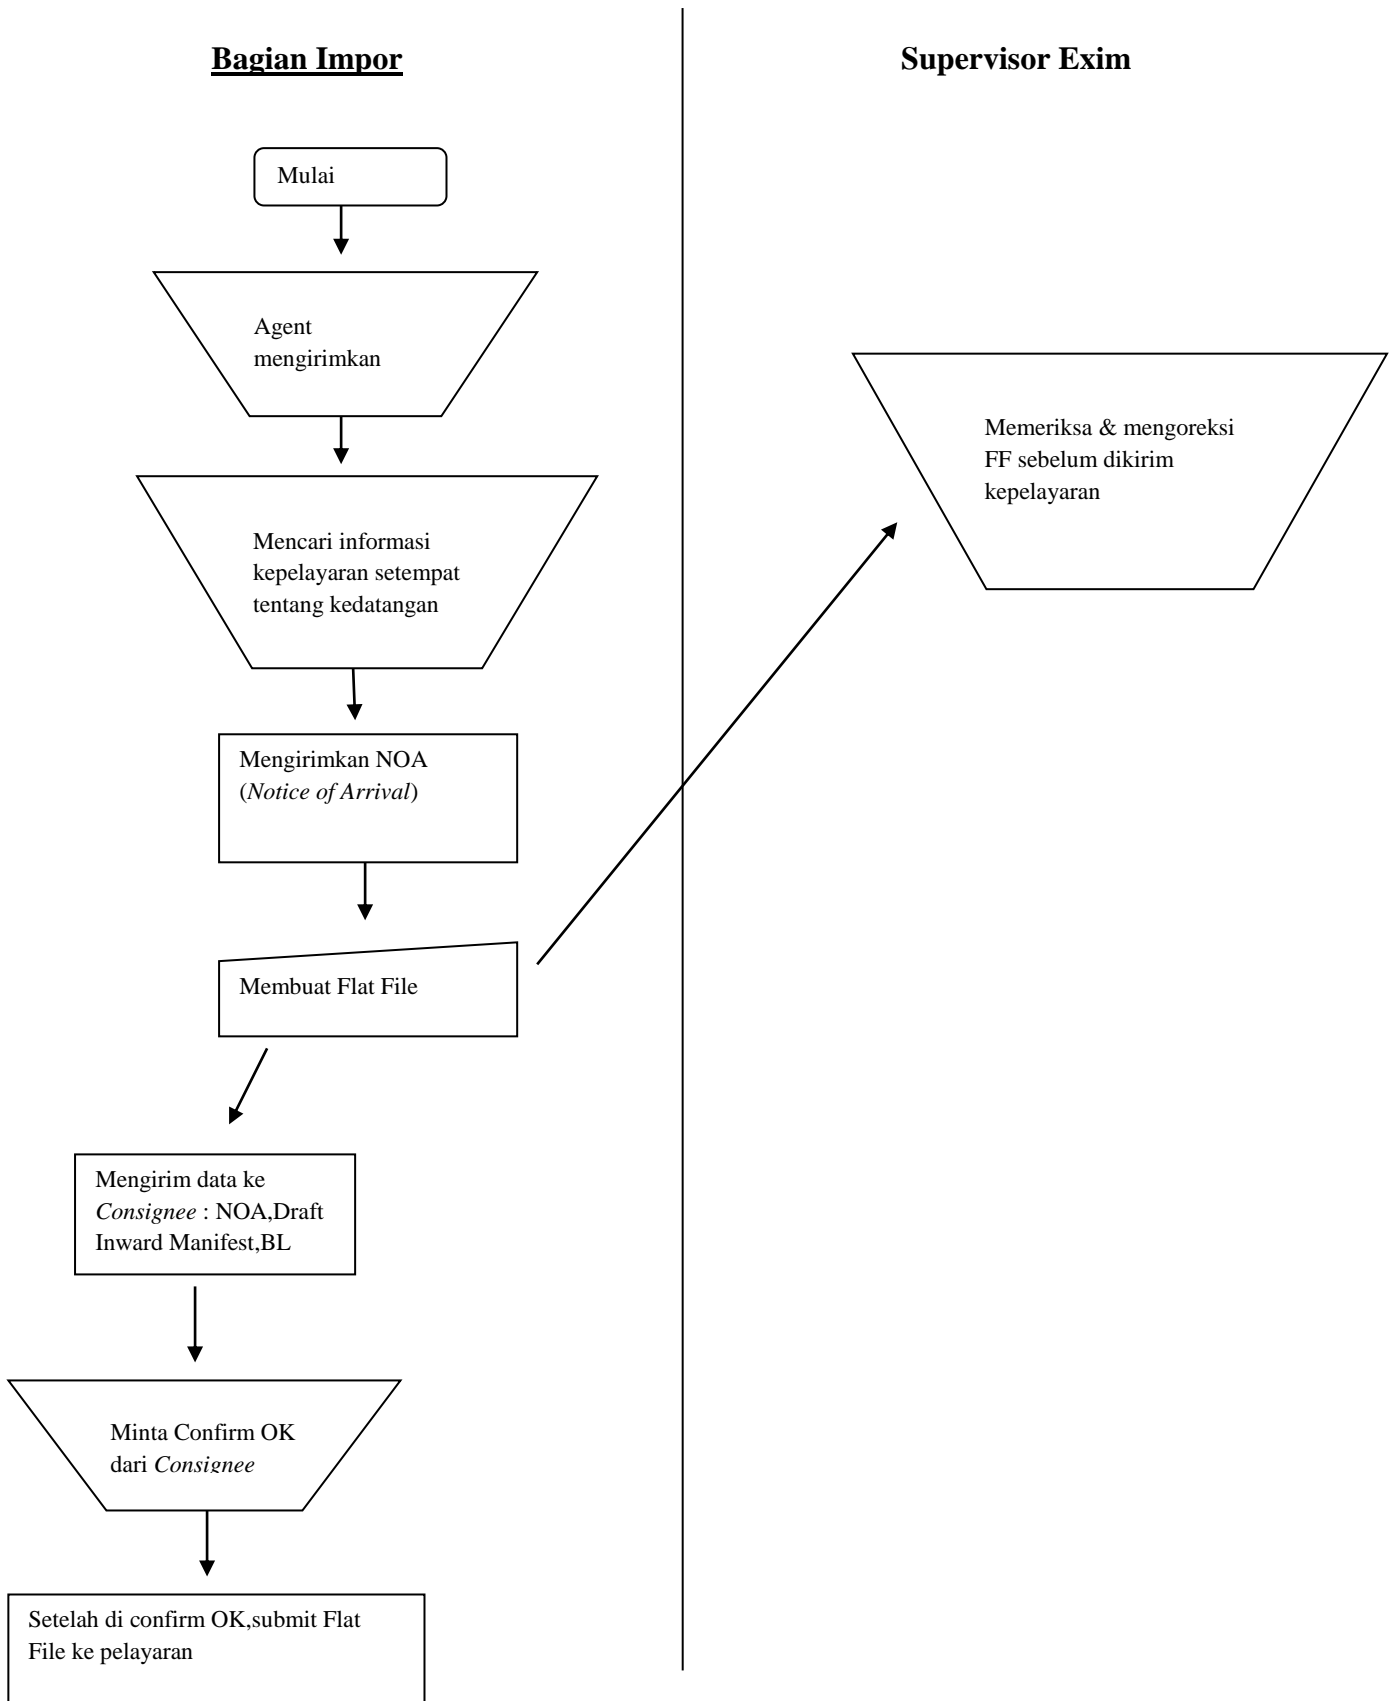 Bagian Impor
Supervisor Exim
Mulai
Agent
mengirimkan
Mencari informasi
kepelayaran setempat
tentang kedatangan
Mengirimkan NOA
(Notice of Arrival)
Membuat Flat File
Memeriksa & mengoreksi
FF sebelum dikirim
kepelayaran
Mengirim data ke
Consignee : NOA,Draft
Inward Manifest,BL
Minta Confirm OK
dari Consignee
Setelah di confirm OK,submit Flat
File ke pelayaran